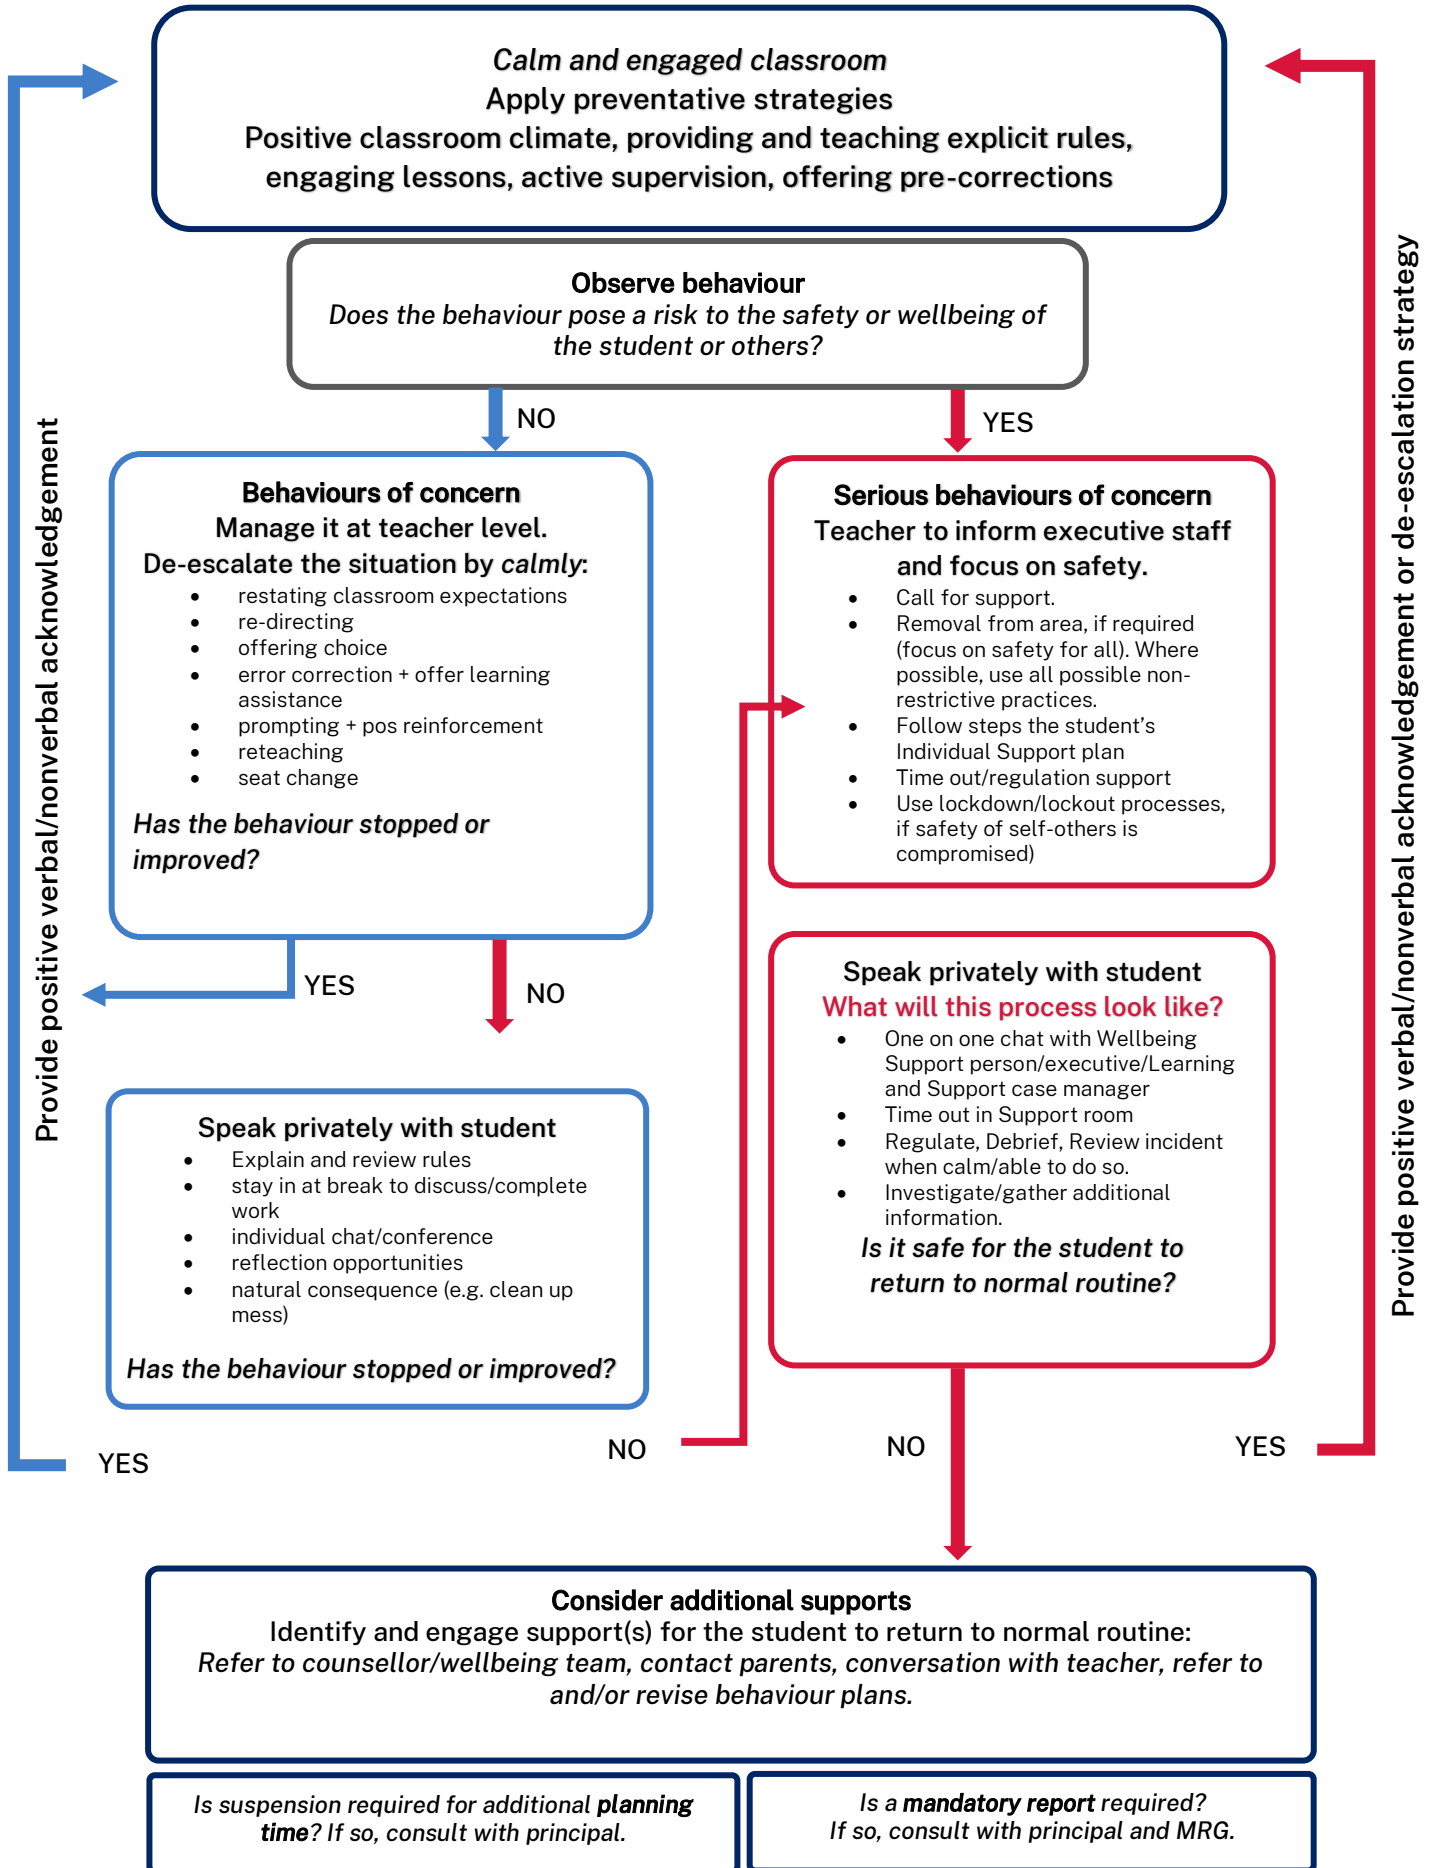 Calm and engaged classroom
Apply preventative strategies
Positive classroom climate, providing and teaching explicit rules,
engaging lessons, active supervision, offering pre-corrections
Observe behaviour
Does the behaviour pose a risk to the safety or wellbeing of
the student or others?
NO
YES
Behaviours of concern
Manage it at teacher level.
De-escalate the situation by calmly:
• restating classroom expectations
• re-directing
• offering choice
• error correction + offer learning
assistance
• prompting + pos reinforcement
• reteaching
• seat change
Has the behaviour stopped or
improved?
YES
NO
Serious behaviours of concern
Teacher to inform executive staff
and focus on safety.
• Call for support.
• Removal from area, if required
(focus on safety for all). Where
possible, use all possible non-
restrictive practices.
• Follow steps the student’s
Individual Support plan
• Time out/regulation support
• Use lockdown/lockout processes,
if safety of self-others is
compromised)
Speak privately with student
• Explain and review rules
• stay in at break to discuss/complete
work
• individual chat/conference
• reflection opportunities
• natural consequence (e.g. clean up
mess)
Has the behaviour stopped or improved?
YES
NO
Speak privately with student
What will this process look like?
• One on one chat with Wellbeing
Support person/executive/Learning
and Support case manager
• Time out in Support room
• Regulate, Debrief, Review incident
when calm/able to do so.
• Investigate/gather additional
information.
Is it safe for the student to
return to normal routine?
NO
YES
Provide positive verbal/nonverbal acknowledgement
Provide positive verbal/nonverbal acknowledgement or de-escalation strategy
Consider additional supports
Identify and engage support(s) for the student to return to normal routine:
Refer to counsellor/wellbeing team, contact parents, conversation with teacher, refer to
and/or revise behaviour plans.
Is suspension required for additional planning
time? If so, consult with principal.
Is a mandatory report required?
If so, consult with principal and MRG.